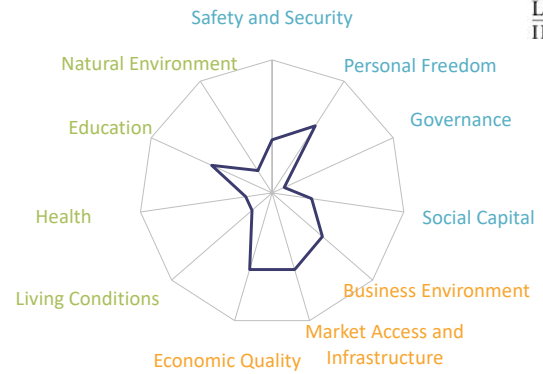 Safety and Security
Natural Environment
Personal Freedom
Education
Governance
Health
Social Capital
Living Conditions
Business Environment
Market Access and
Infrastructure
Economic Quality